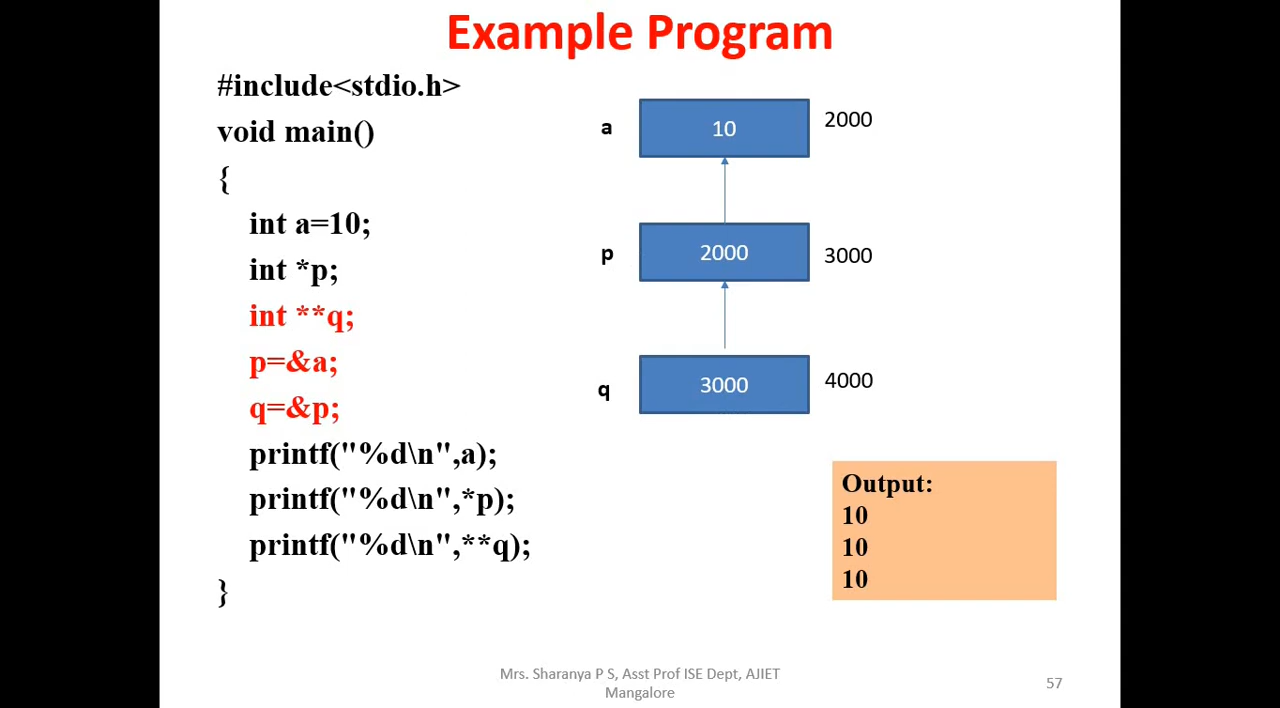 Example Program
#include<stdio.h>
void main()
{
int a=10;
int *p;
int **q;
p=&a;
q=&p;
printf("%d\n",a);
printf("%d\n",*p);
printf("%d\n",**q);
}
a 10 2000
p 2000 3000
q 3000 4000
Output:
10
10
10
Mrs. Sharanya P S, Asst Prof ISE Dept, AJIET
Mangalore
57